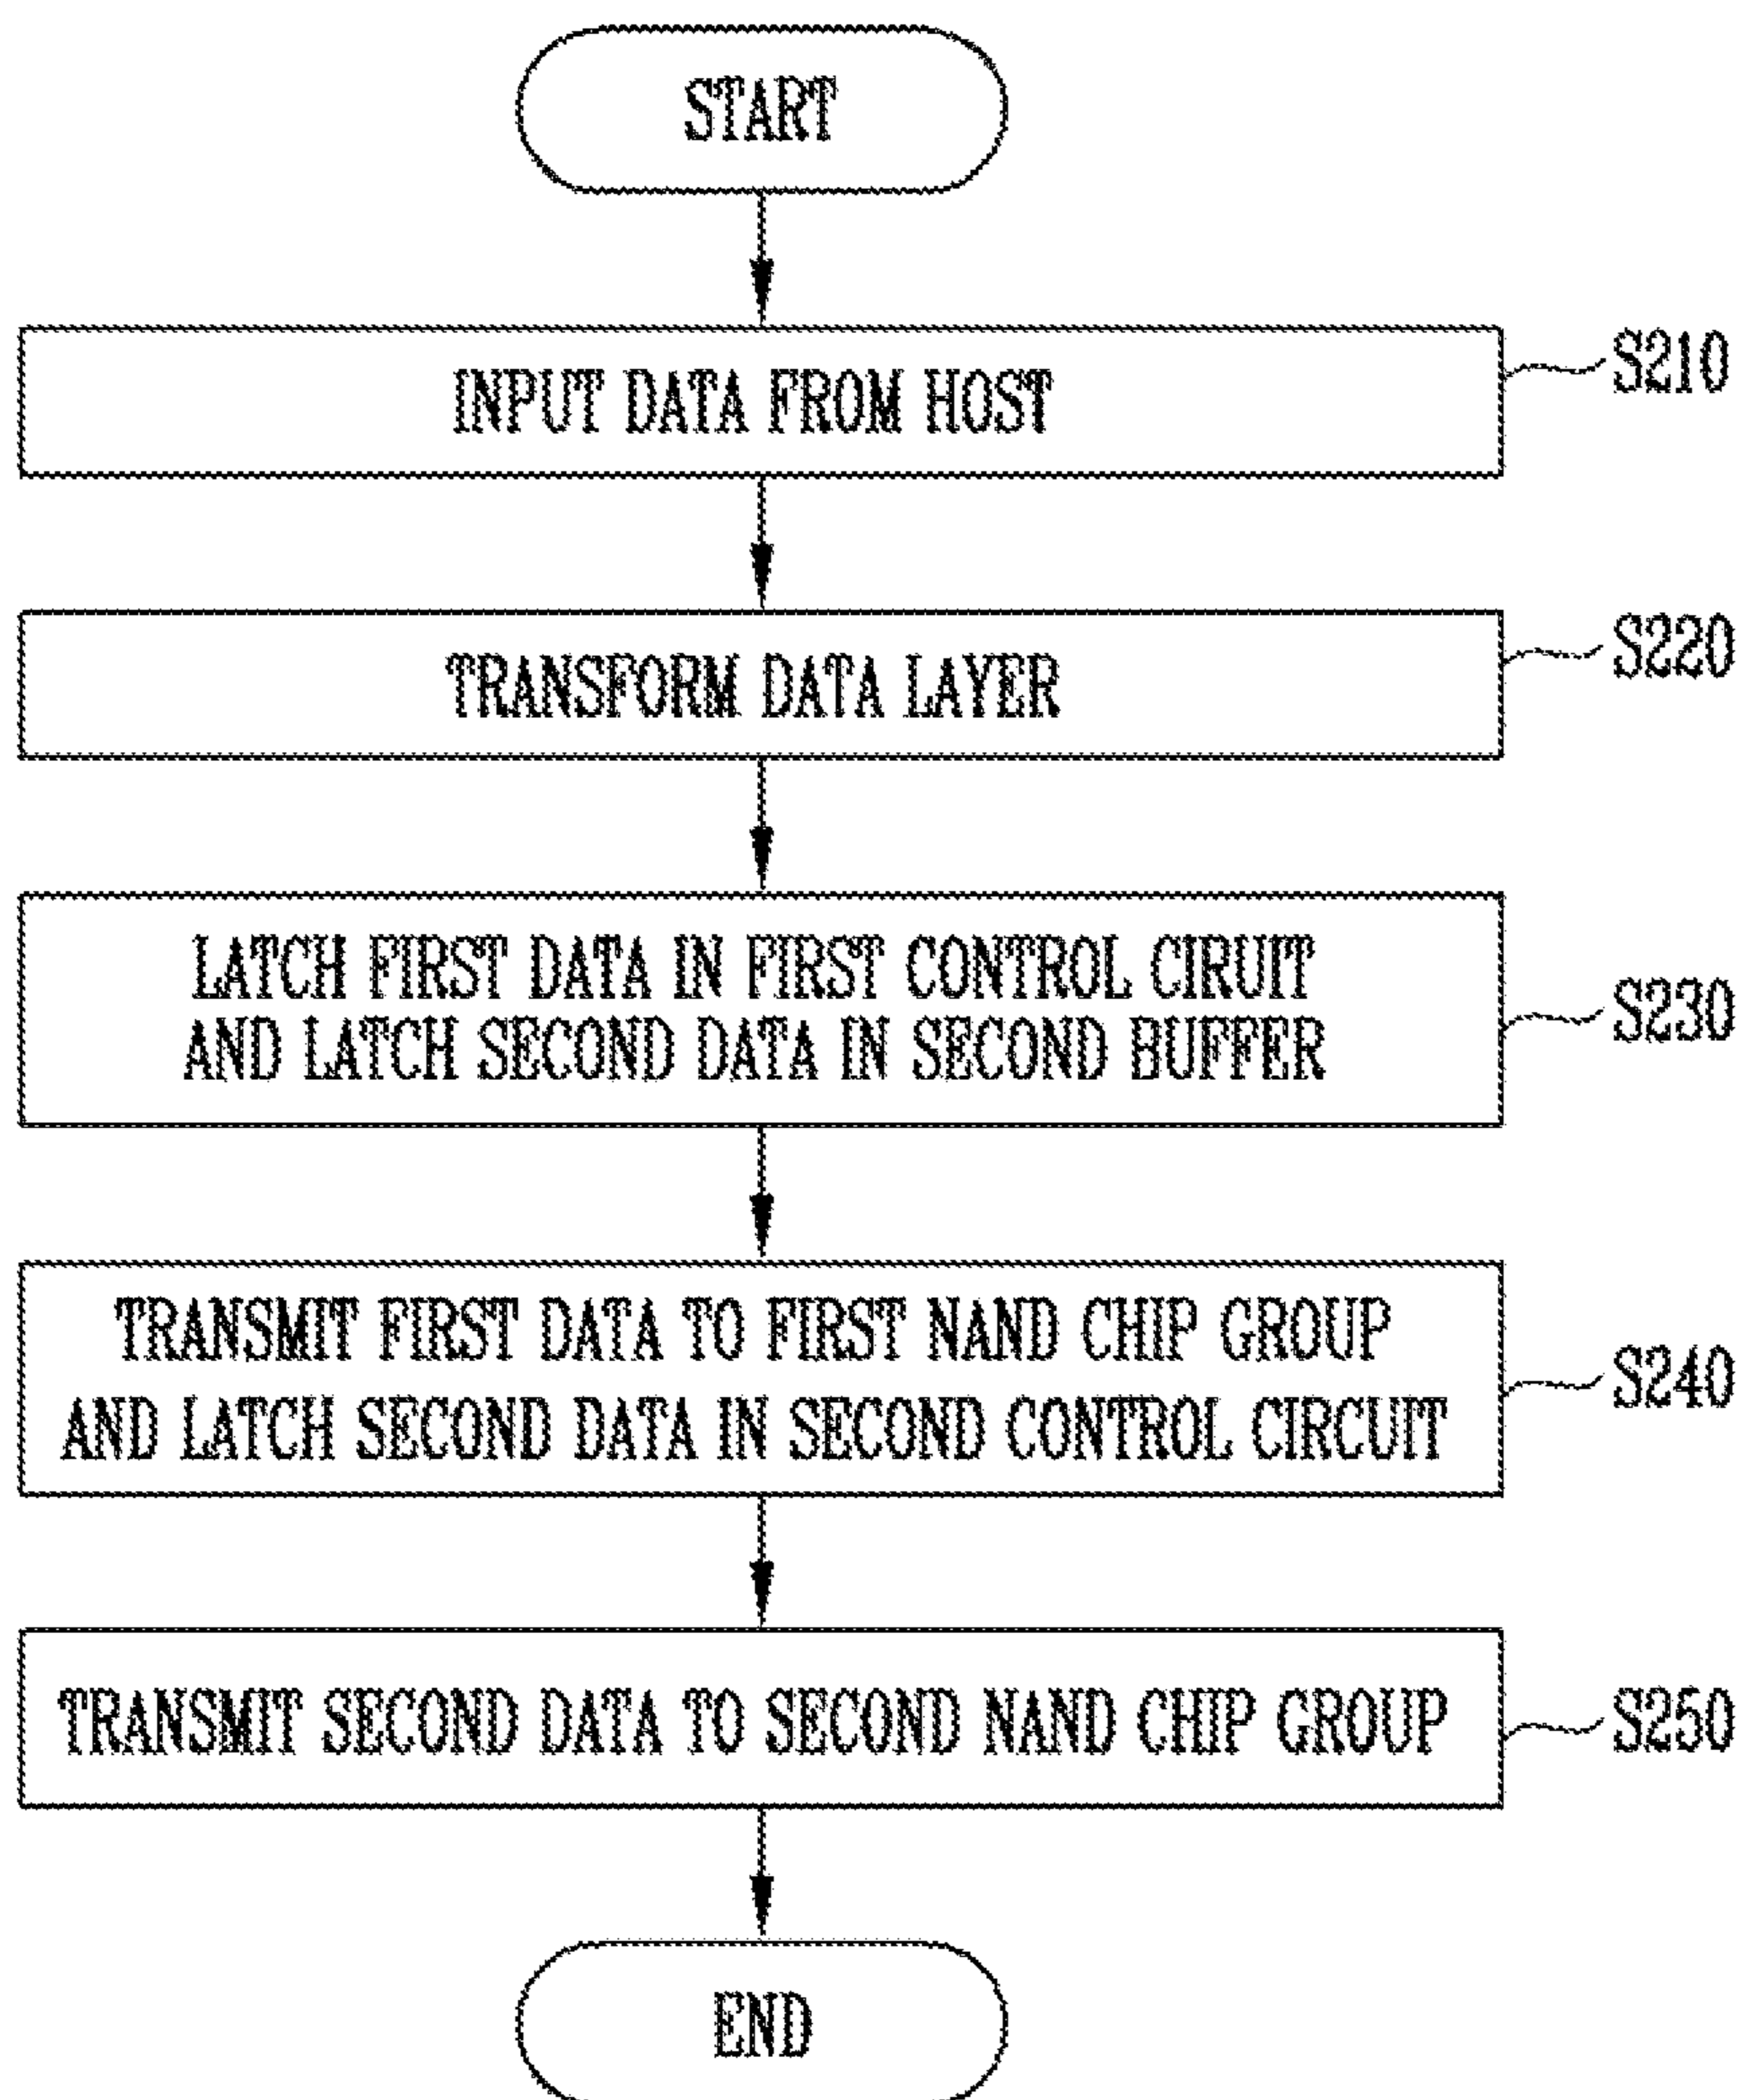 START
INPUT DATA FROM HOST
S210
TRANSFORM DATA LAYER
S220
LATCH FIRST DATA IN FIRST CONTROL CIRUIT
AND LATCH SECOND DATA IN SECOND BUFFER
S230
TRANSMIT FIRST DATA TO FIRST NAND CHIP GROUP
AND LATCH SECOND DATA IN SECOND CONTROL CIRCUIT
S240
TRANSMIT SECOND DATA TO SECOND NAND CHIP GROUP
S250
END